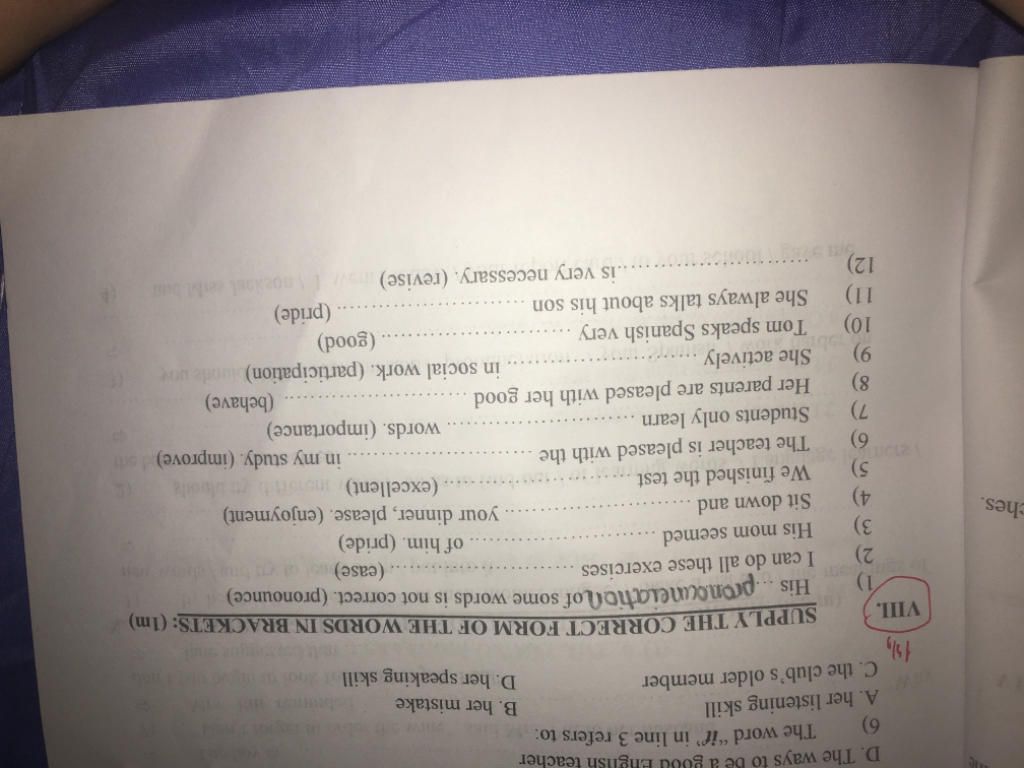 D. The ways to be a good English teacher
6) The word "it" in line 3 refers to:
A. her listening skill B. her mistake
C. the club's older member D. her speaking skill
VIII. SUPPLY THE CORRECT FORM OF THE WORDS IN BRACKETS: (1m)
1) His ...pronunciation of some words is not correct. (pronounce)
2) I can do all these exercises .............................. (ease)
3) His mom seemed .............................. of him. (pride)
4) Sit down and .............................. your dinner, please. (enjoyment)
5) We finished the test .............................. (excellent)
6) The teacher is pleased with the .............................. in my study. (improve)
7) Students only learn .............................. words. (importance)
8) Her parents are pleased with her good .............................. (behave)
9) She actively .............................. in social work. (participation)
10) Tom speaks Spanish very .............................. (good)
11) She always talks about his son .............................. (pride)
12) ..............................is very necessary. (revise)
ches.